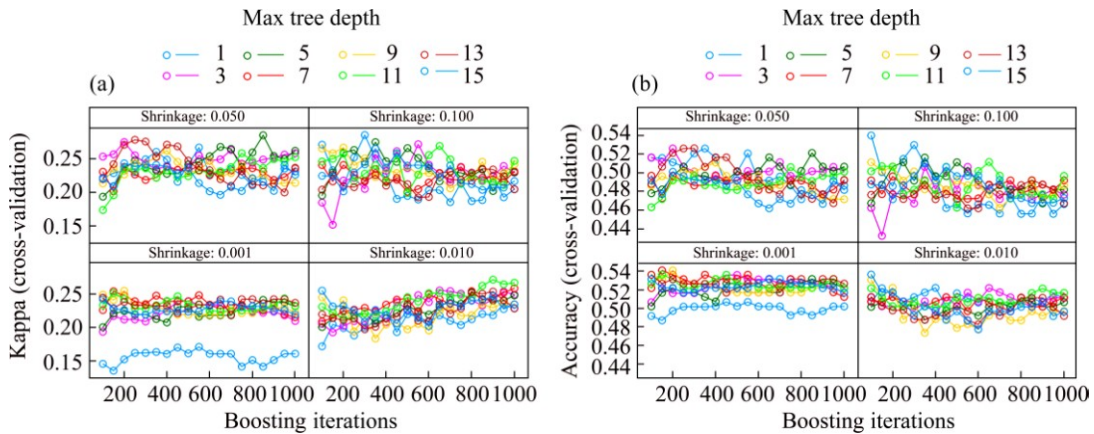 Max tree depth
1 5 9 13
3 7 11 15
(a)
Shrinkage: 0.050 Shrinkage: 0.100
0.25
0.20
0.15
Shrinkage: 0.001 Shrinkage: 0.010
0.25
0.20
0.15
Kappa (cross-validation)
200 400 600 800 1000 200 400 600 800 1000
Boosting iterations
Max tree depth
1 5 9 13
3 7 11 15
(b)
Shrinkage: 0.050 Shrinkage: 0.100
0.54
0.52
0.50
0.48
0.46
0.44
Shrinkage: 0.001 Shrinkage: 0.010
0.54
0.52
0.50
0.48
0.46
0.44
Accuracy (cross-validation)
200 400 600 800 1000 200 400 600 800 1000
Boosting iterations